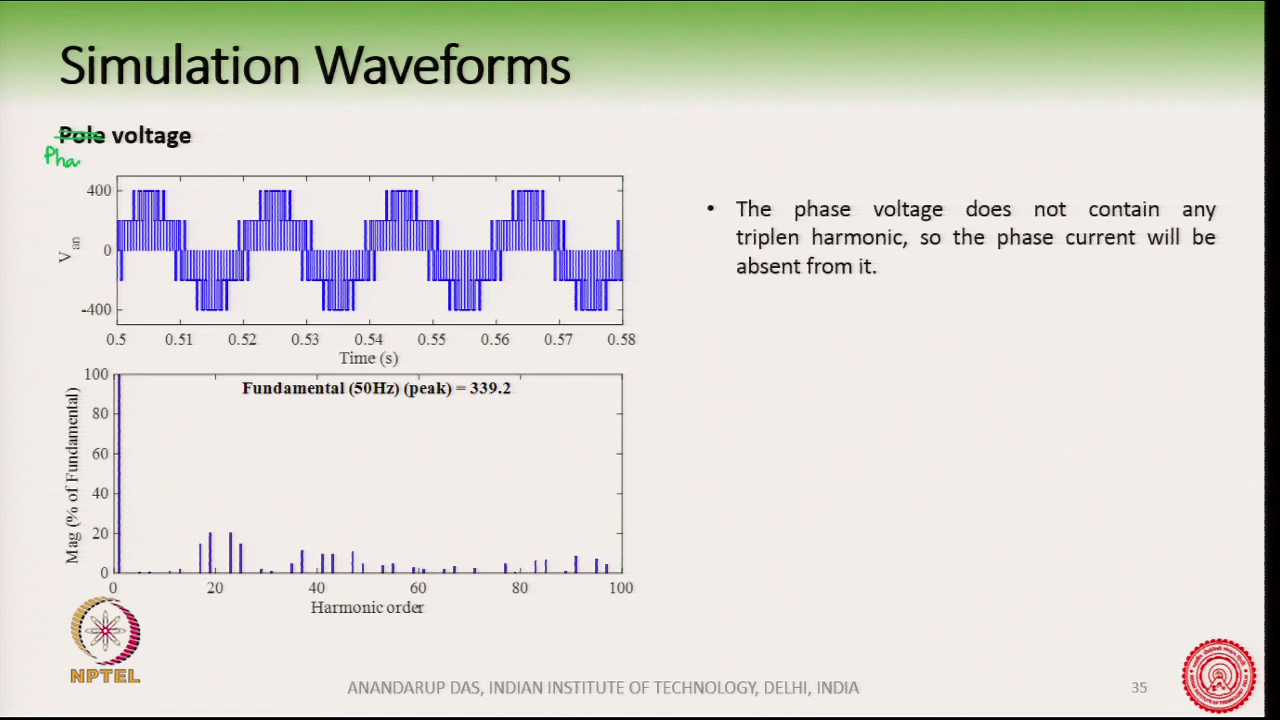 Simulation Waveforms
Pole voltage
Pha
400
0
-400
V an
0.5 0.51 0.52 0.53 0.54 0.55 0.56 0.57 0.58
Time (s)
Fundamental (50Hz) (peak) = 339.2
100
80
60
40
20
0
Mag (% of Fundamental)
0 20 40 60 80 100
Harmonic order
• The phase voltage does not contain any
triplen harmonic, so the phase current will be
absent from it.
NPTEL
ANANDARUP DAS, INDIAN INSTITUTE OF TECHNOLOGY, DELHI, INDIA
35